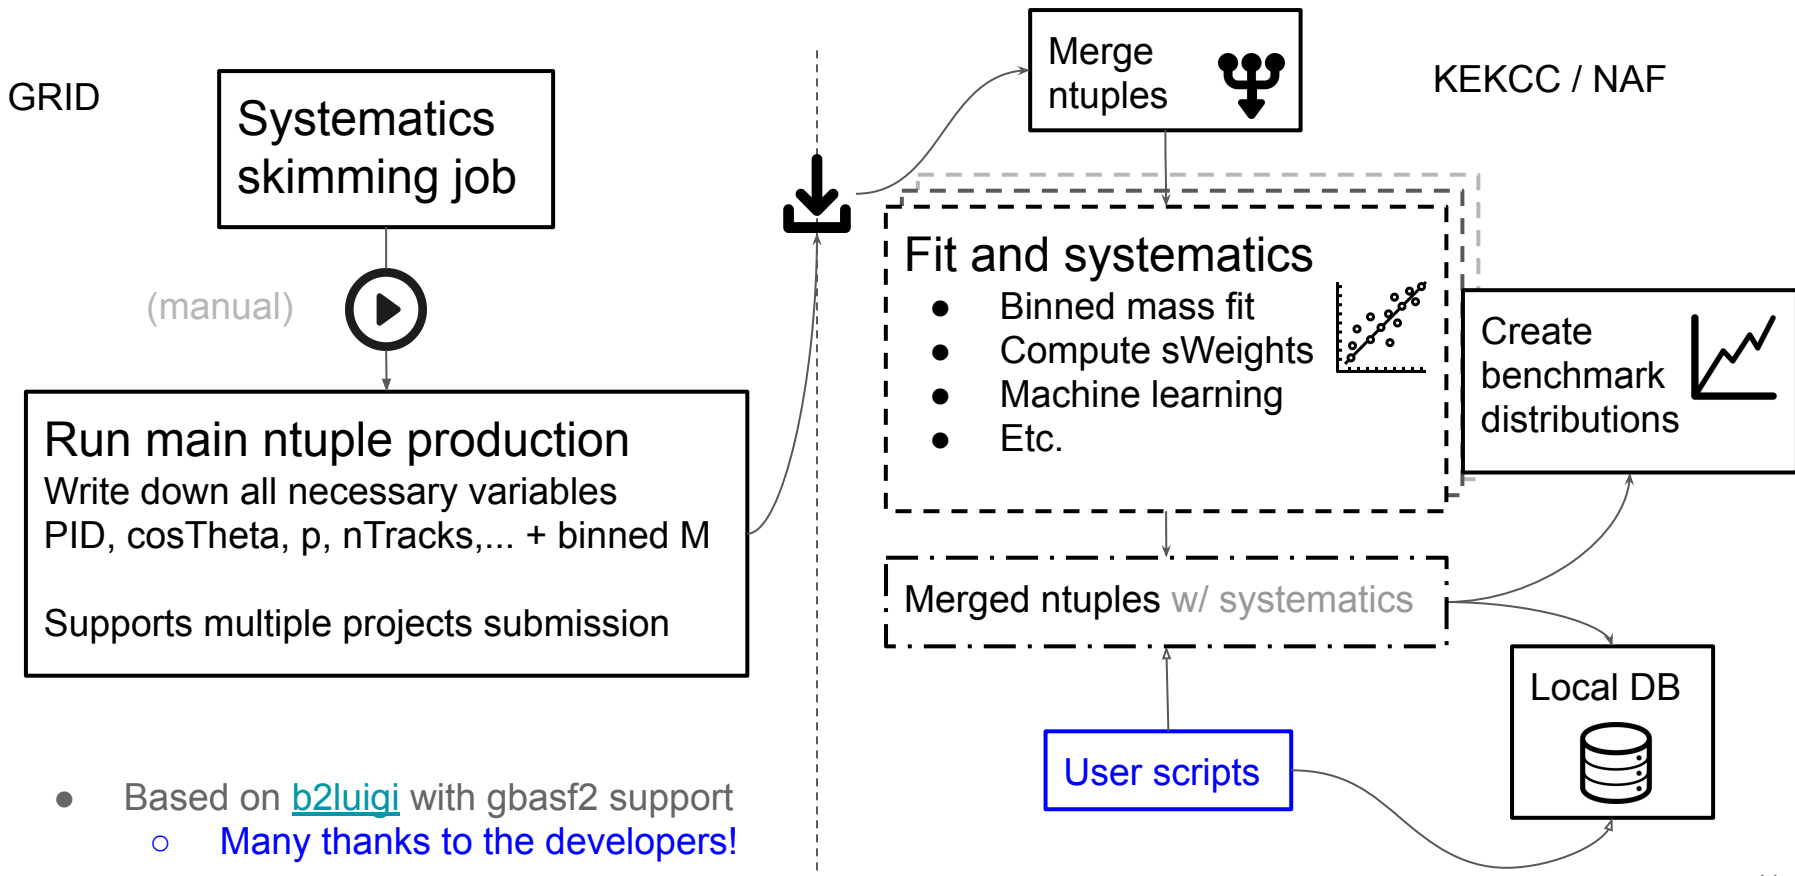 GRID
Systematics
skimming job
(manual)
Run main ntuple production
Write down all necessary variables
PID, cosTheta, p, nTracks,... + binned M
Supports multiple projects submission
● Based on b2luigi with gbasf2 support
○ Many thanks to the developers!
Merge
ntuples
KEKCC / NAF
Fit and systematics
● Binned mass fit
● Compute sWeights
● Machine learning
● Etc.
Create
benchmark
distributions
Merged ntuples w/ systematics
Local DB
User scripts